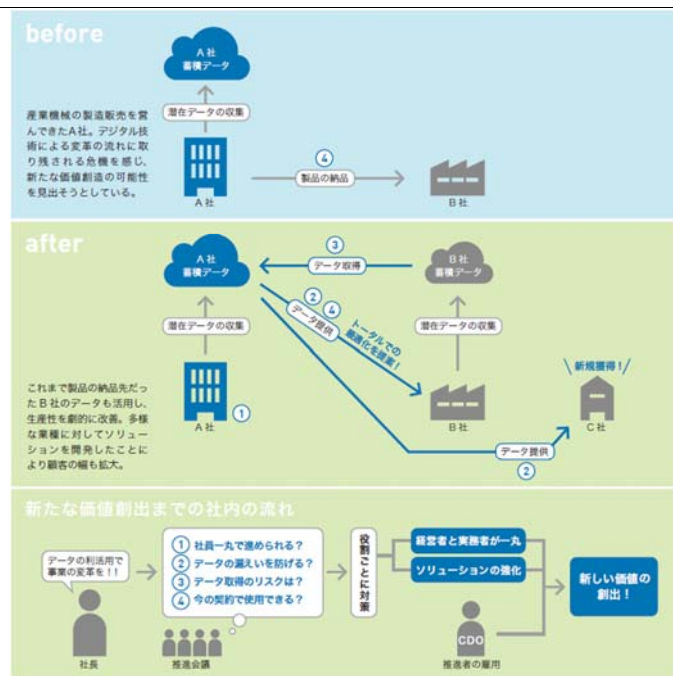 before
A社
蓄積データ
潜在データの収集
産業機械の製造販売を営
んできたA社。デジタル技
術による変革の流れに取
り残される危機を感じ、
新たな価値創造の可能性
を見出そうとしている。
A社
④
製品の納品
B社
after
A社
蓄積データ
③
データ取得
B社
蓄積データ
潜在データの収集
② ④
データ提供
トータルでの
最適化を提案!
潜在データの収集
新規獲得!
これまで製品の納品先だっ
たB社のデータも活用し、
生産性を劇的に改善。多様
な業種に対してソリュー
ションを開発したことに
より顧客の幅も拡大。
A社
①
B社
C社
データ提供
②
新たな価値創出までの社内の流れ
データの利活用で
事業の変革を!!
社長
① 社員一丸で進められる?
② データの漏えいを防げる?
③ データ取得のリスクは?
④ 今の契約で使用できる?
推進会議
役割ごとに対策
経営者と実務者が一丸
ソリューションの強化
CDO
推進者の雇用
新しい価値の
創出!